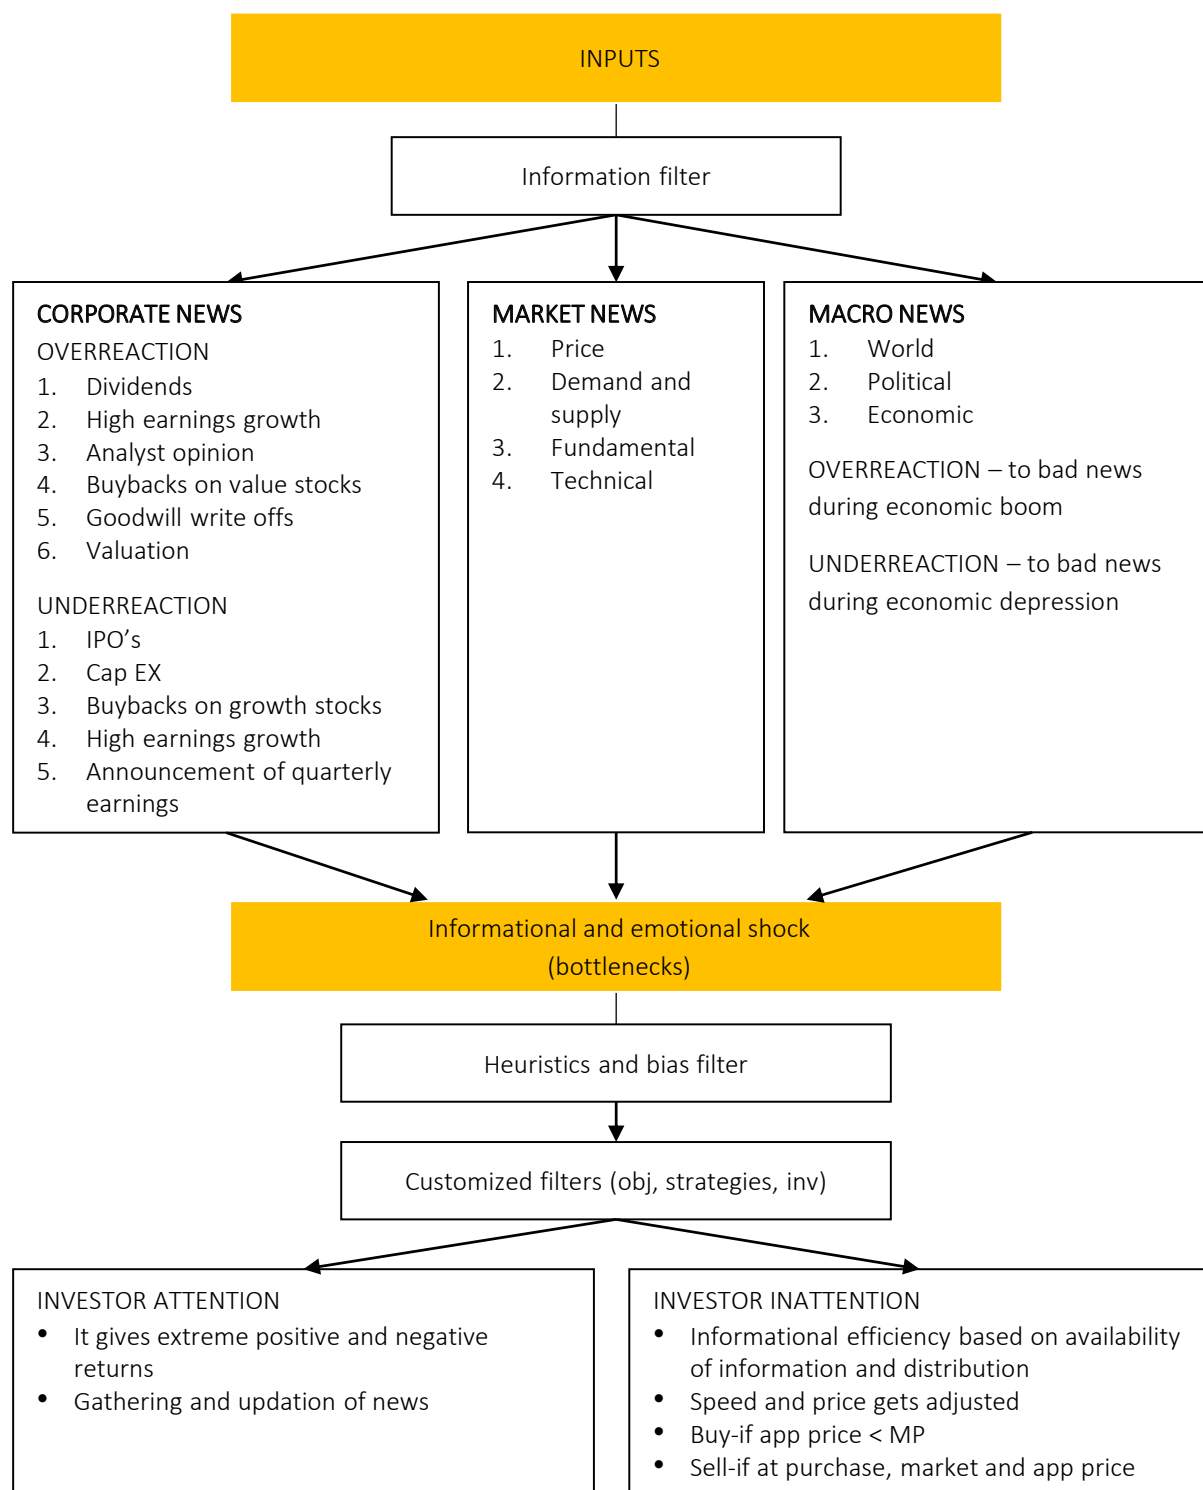 INPUTS
Information filter
CORPORATE NEWS
OVERREACTION
1. Dividends
2. High earnings growth
3. Analyst opinion
4. Buybacks on value stocks
5. Goodwill write offs
6. Valuation
UNDERREACTION
1. IPO’s
2. Cap EX
3. Buybacks on growth stocks
4. High earnings growth
5. Announcement of quarterly
earnings
MARKET NEWS
1. Price
2. Demand and
supply
3. Fundamental
4. Technical
MACRO NEWS
1. World
2. Political
3. Economic
OVERREACTION – to bad news
during economic boom
UNDERREACTION – to bad news
during economic depression
Informational and emotional shock
(bottlenecks)
Heuristics and bias filter
Customized filters (obj, strategies, inv)
INVESTOR ATTENTION
• It gives extreme positive and negative
returns
• Gathering and updation of news
INVESTOR INATTENTION
• Informational efficiency based on availability
of information and distribution
• Speed and price gets adjusted
• Buy-if app price < MP
• Sell-if at purchase, market and app price